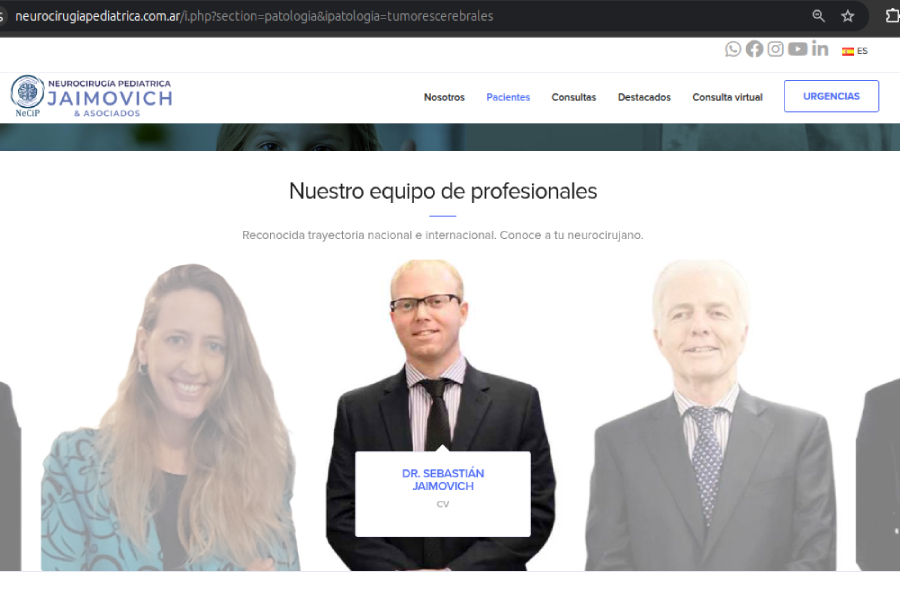 neurocirugiapediatrica.com.ar/i.php?section=patologia&ipatologia=tumorescerebrales
ES
NEUROCIRUGÍA PEDIATRICA
JAIMOVICH
& ASOCIADOS
NeCiP
Nosotros
Pacientes
Consultas
Destacados
Consulta virtual
URGENCIAS
Nuestro equipo de profesionales
Reconocida trayectoria nacional e internacional. Conoce a tu neurocirujano.
DR. SEBASTIÁN
JAIMOVICH
CV